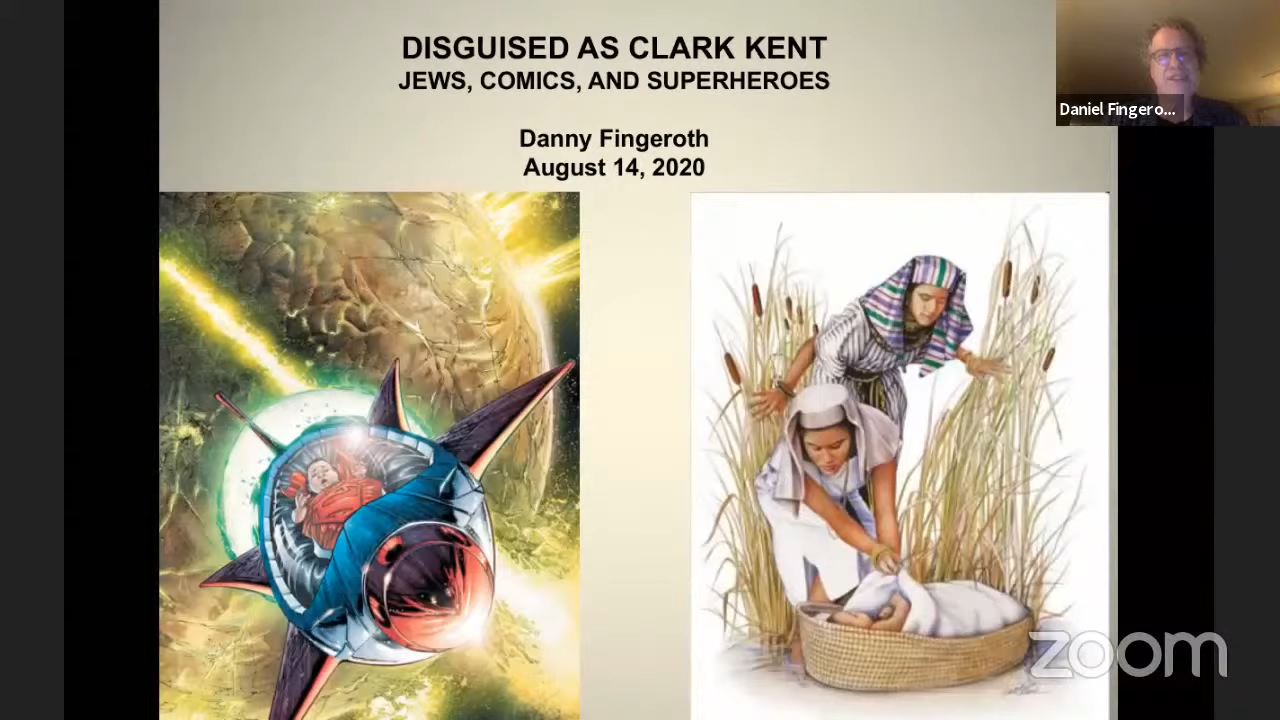 DISGUISED AS CLARK KENT
JEWS, COMICS, AND SUPERHEROES
Danny Fingeroth
August 14, 2020
Daniel Fingero...
zoom